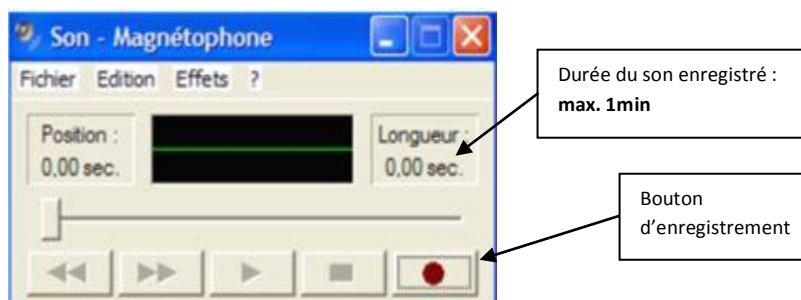 Son - Magnétophone
Fichier Edition Effets ?
Position :
0,00 sec.
Longueur :
0,00 sec.
Durée du son enregistré :
max. 1min
Bouton
d’enregistrement